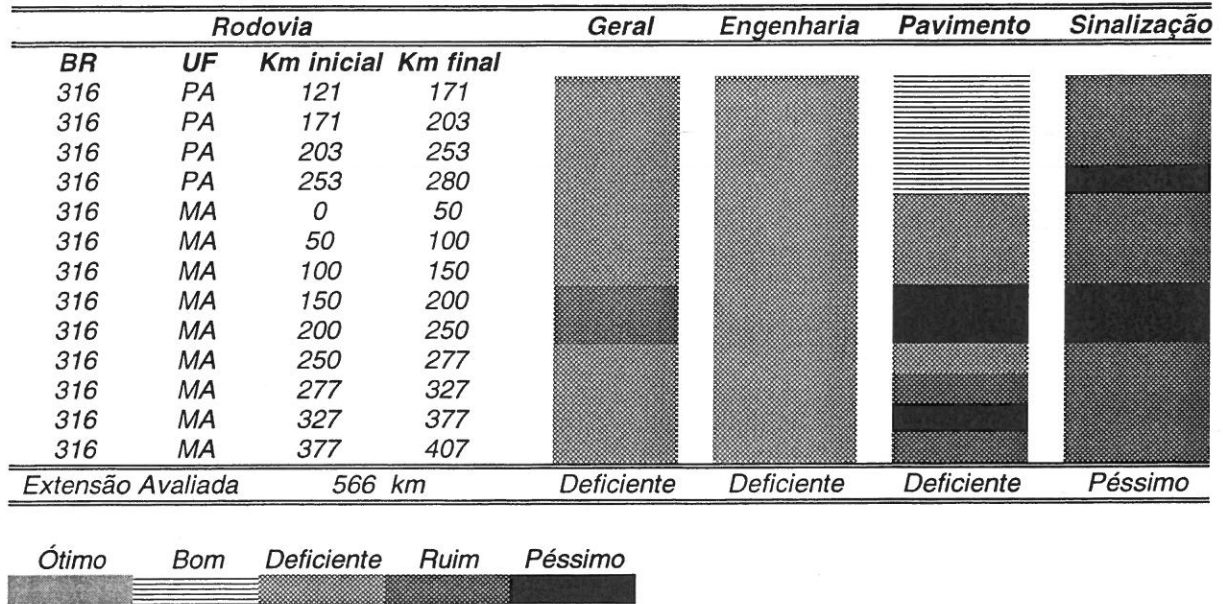 Rodovia Geral Engenharia Pavimento Sinalização
BR UF Km inicial Km final
316 PA 121 171
316 PA 171 203
316 PA 203 253
316 PA 253 280
316 MA 0 50
316 MA 50 100
316 MA 100 150
316 MA 150 200
316 MA 200 250
316 MA 250 277
316 MA 277 327
316 MA 327 377
316 MA 377 407
Extensão Avaliada 566 km Deficiente Deficiente Deficiente Péssimo
Ótimo Bom Deficiente Ruim Péssimo